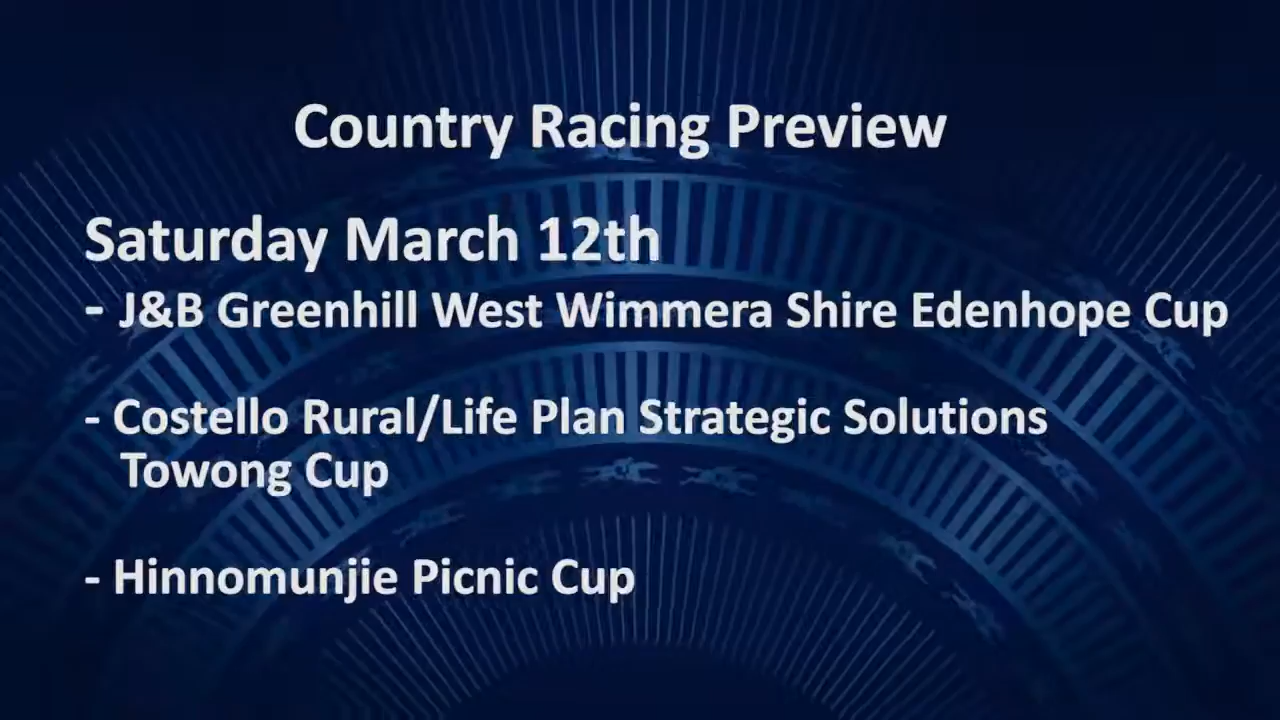 Country Racing Preview
Saturday March 12th
- J&B Greenhill West Wimmera Shire Edenhope Cup
- Costello Rural/Life Plan Strategic Solutions
Towong Cup
- Hinnomunjie Picnic Cup